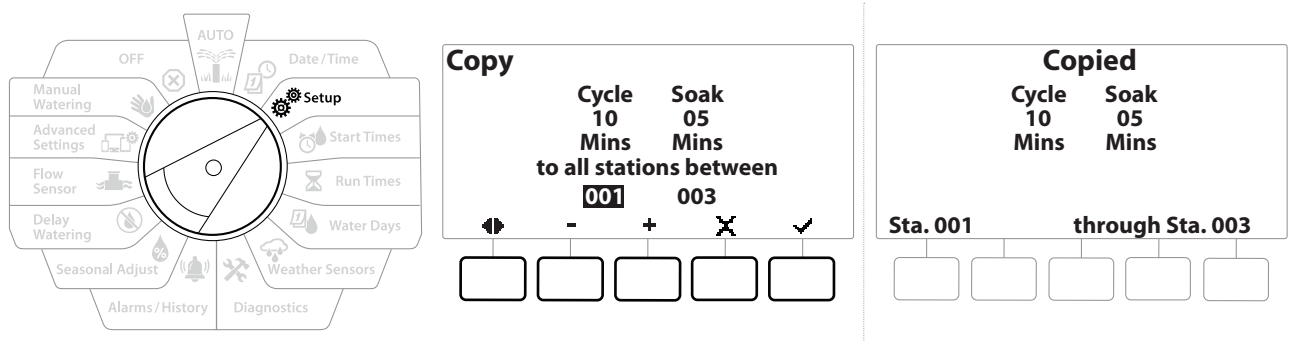 AUTO
OFF
Date / Time
Manual
Watering
Setup
Advanced
Settings
Start Times
Flow
Sensor
Run Times
Delay
Watering
Water Days
Seasonal Adjust
Weather Sensors
Alarms / History
Diagnostics
Copy
Cycle Soak
10 05
Mins Mins
to all stations between
001 003
- + X ✓
Copied
Cycle Soak
10 05
Mins Mins
Sta. 001 through Sta. 003